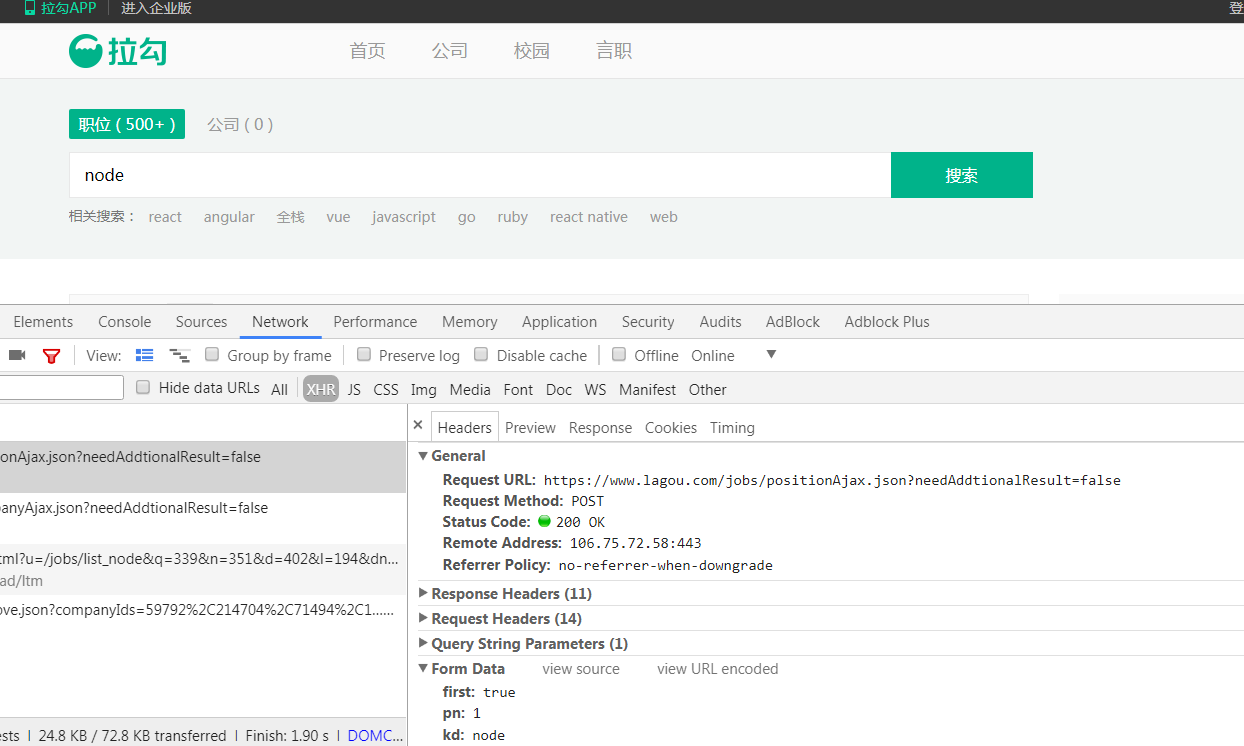 拉勾APP 进入企业版 登
拉勾 首页 公司 校园 言职
职位 ( 500+ ) 公司 ( 0 )
node 搜索
相关搜索： react angular 全栈 vue javascript go ruby react native web
Elements Console Sources Network Performance Memory Application Security Audits AdBlock Adblock Plus
View: Group by frame Preserve log Disable cache Offline Online
Hide data URLs All XHR JS CSS Img Media Font Doc WS Manifest Other
Headers Preview Response Cookies Timing
onAjax.json?needAddtionalResult=false
anyAjax.json?needAddtionalResult=false
tml?u=/jobs/list_node&q=339&n=351&d=402&l=194&dn...
ad/ltm
ove.json?companyIds=59792%2C214704%2C71494%2C1......
ests 24.8 KB / 72.8 KB transferred Finish: 1.90 s DOMC...
General
Request URL: https://www.lagou.com/jobs/positionAjax.json?needAddtionalResult=false
Request Method: POST
Status Code: 200 OK
Remote Address: 106.75.72.58:443
Referrer Policy: no-referrer-when-downgrade
Response Headers (11)
Request Headers (14)
Query String Parameters (1)
Form Data view source view URL encoded
first: true
pn: 1
kd: node